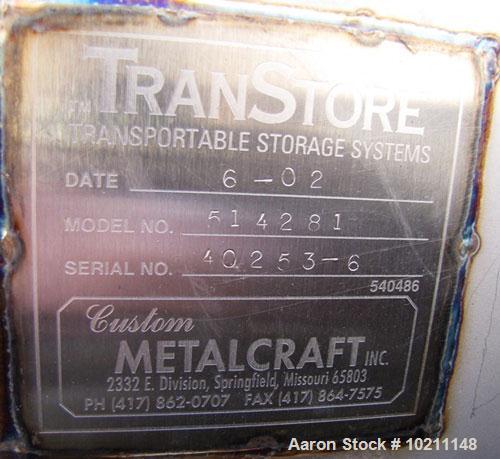 TRANSTORE
™
TRANSPORTABLE STORAGE SYSTEMS
DATE 6-02
MODEL NO. 514281
SERIAL NO. 40253-6
540486
Custom
METALCRAFT INC.
2332 E. Division, Springfield, Missouri 65803
PH (417) 862-0707 FAX (417) 864-7575
Aaron Stock # 10211148